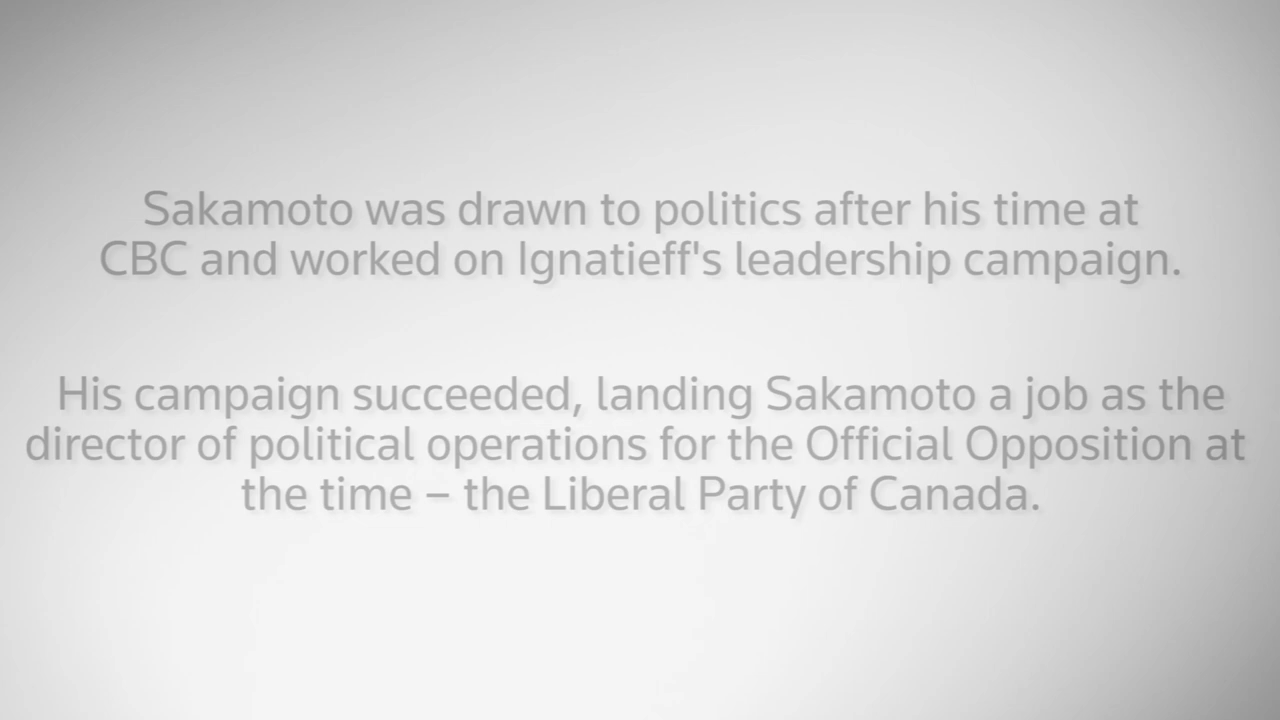 Sakamoto was drawn to politics after his time at
CBC and worked on Ignatieff's leadership campaign.
His campaign succeeded, landing Sakamoto a job as the
director of political operations for the Official Opposition at
the time – the Liberal Party of Canada.